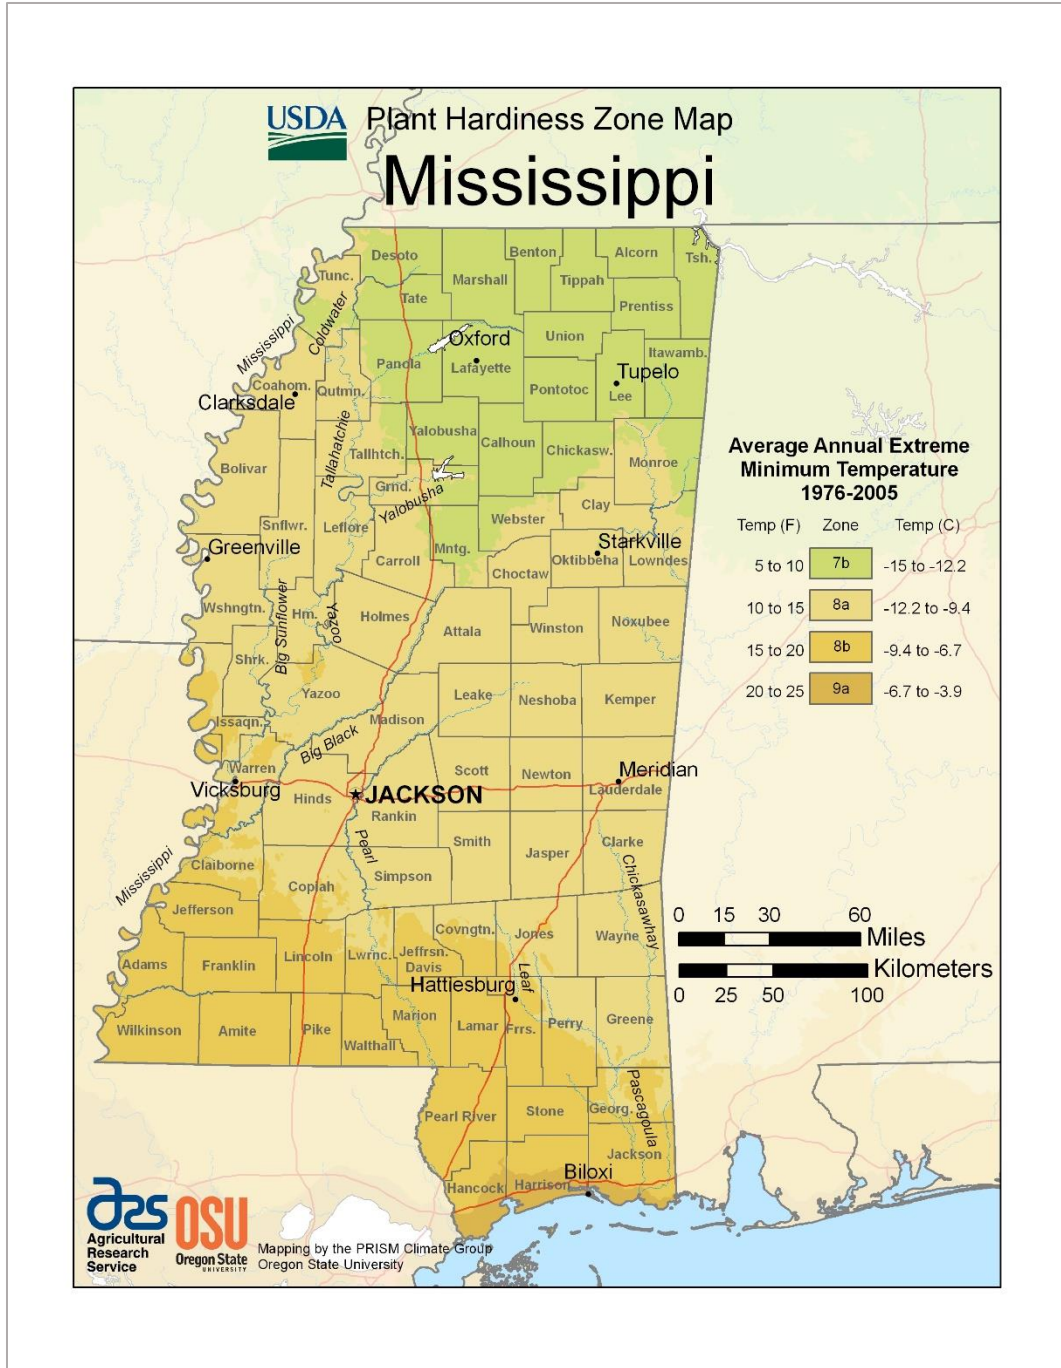 USDA
Plant Hardiness Zone Map
Mississippi
Desoto
Benton
Alcorn
Tsh.
Tunc.
Marshall
Tippah
Tate
Prentiss
Coldwater
Mississippi
Union
Oxford
Itawamb.
Panola
Lafayette
Tupelo
Coahom.
Qutmn.
Pontotoc
Lee
Clarksdale
Yalobusha
Calhoun
Chickasw.
Tallahatchie
Tallhtch.
Monroe
Bolivar
Grnd.
Yalobusha
Clay
Webster
Snflwr.
Leflore
Starkville
Greenville
Mntg.
Carroll
Choctaw
Oktibbeha
Lowndes
Wshngtn.
Big Sunflower
Hm.
Yazoo
Holmes
Attala
Winston
Noxubee
Shrk.
Yazoo
Leake
Neshoba
Kemper
Issaqn.
Madison
Big Black
Warren
Scott
Newton
Meridian
Lauderdale
Vicksburg
Hinds
JACKSON
Rankin
Smith
Jasper
Clarke
Pearl
Mississippi
Claiborne
Copiah
Simpson
Chickasawhay
Jefferson
Covngtn.
Jones
Wayne
Adams
Franklin
Lincoln
Lwrnc.
Jeffrsn.
Davis
Leaf
Hattiesburg
Wilkinson
Amite
Pike
Walthall
Marion
Lamar
Frrs.
Perry
Greene
Pearl River
Stone
Georg.
Pascagoula
Jackson
Biloxi
Hancock
Harrison
Average Annual Extreme
Minimum Temperature
1976-2005
Temp (F) Zone Temp (C)
5 to 10 7b -15 to -12.2
10 to 15 8a -12.2 to -9.4
15 to 20 8b -9.4 to -6.7
20 to 25 9a -6.7 to -3.9
0 15 30 60
Miles
Kilometers
0 25 50 100
ars
Agricultural
Research
Service
OSU
Oregon State
UNIVERSITY
Mapping by the PRISM Climate Group
Oregon State University